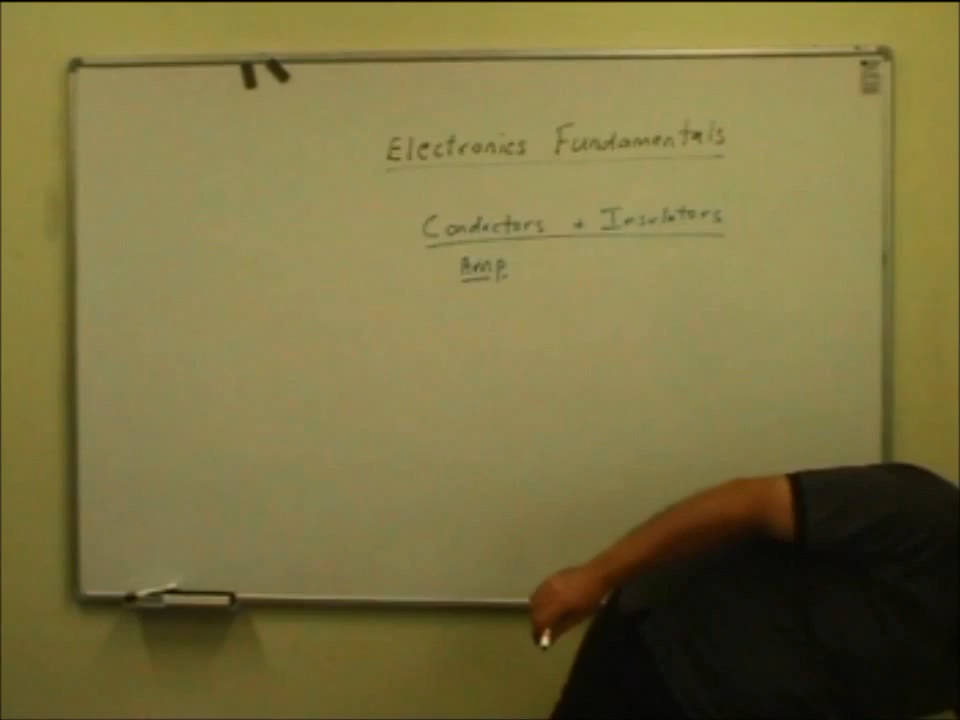 Electronics Fundamentals
Conductors + Insulators
Amp.